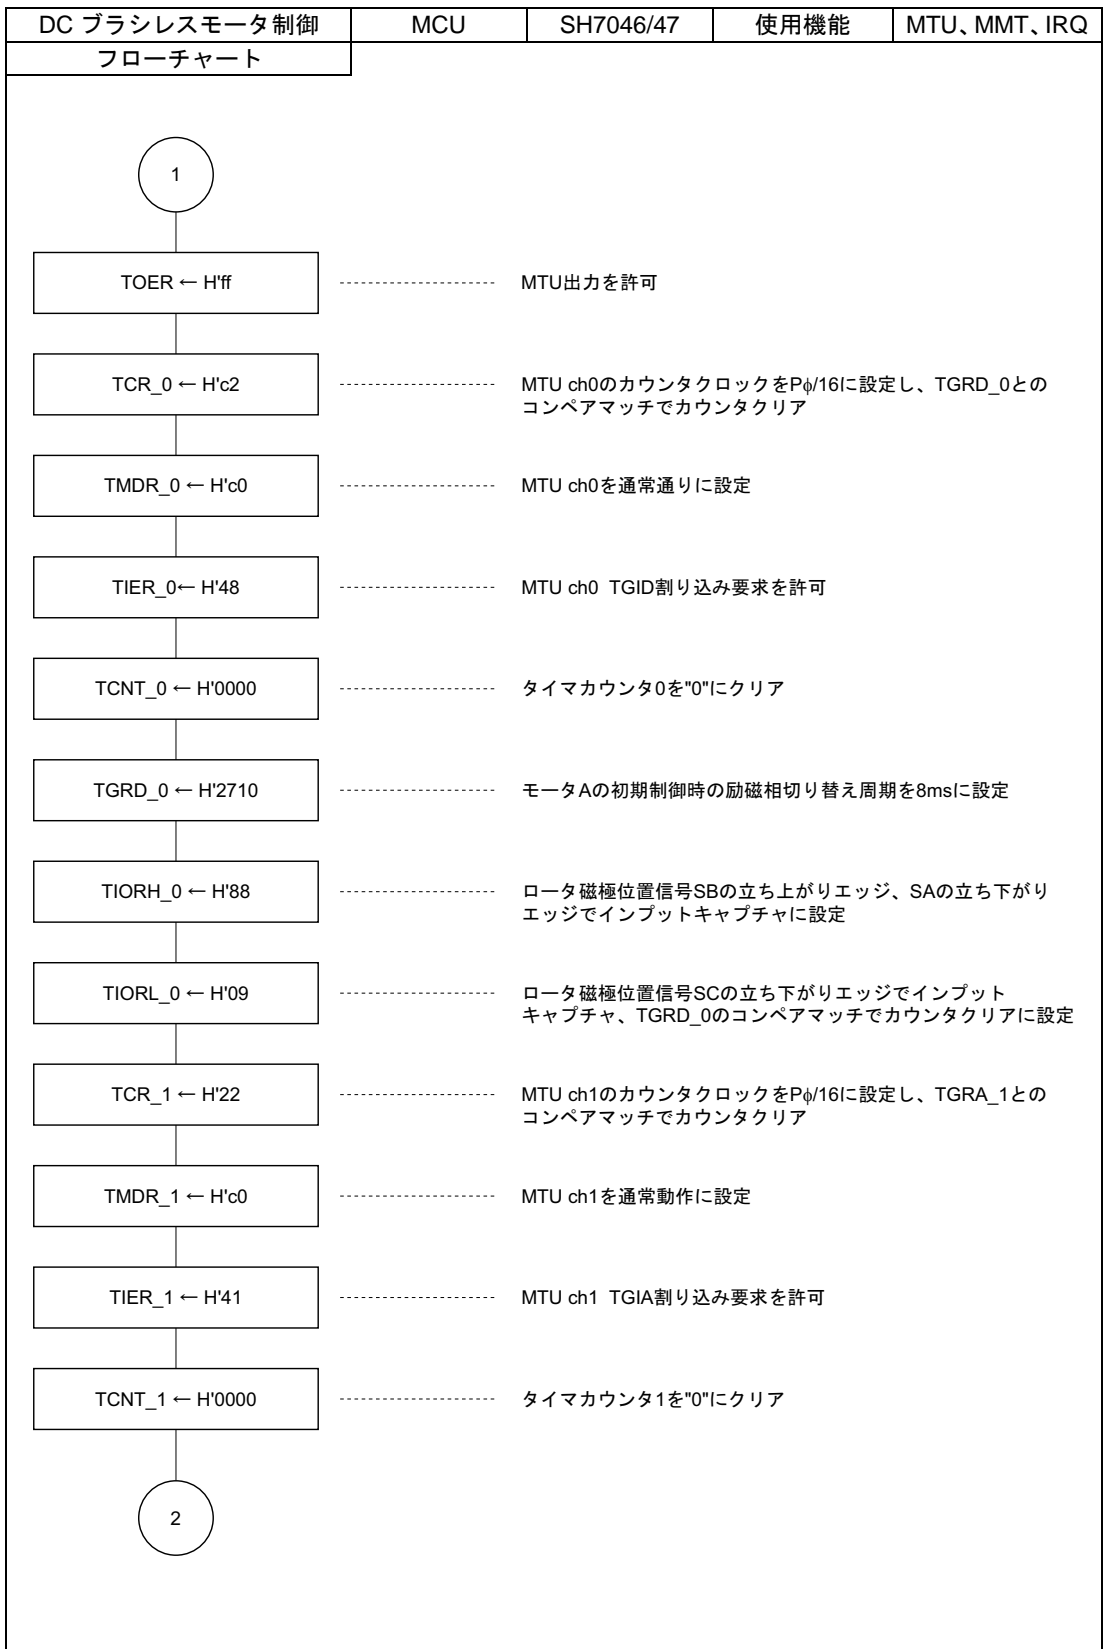 DC ブラシレスモータ制御 MCU SH7046/47 使用機能 MTU、MMT、IRQ
フローチャート
1
TOER ← H'ff
MTU出力を許可
TCR_0 ← H'c2
MTU ch0のカウンタクロックをPφ/16に設定し、TGRD_0との
コンペアマッチでカウンタクリア
TMDR_0 ← H'c0
MTU ch0を通常通りに設定
TIER_0← H'48
MTU ch0 TGID割り込み要求を許可
TCNT_0 ← H'0000
タイマカウンタ0を"0"にクリア
TGRD_0 ← H'2710
モータAの初期制御時の励磁相切り替え周期を8msに設定
TIORH_0 ← H'88
ロータ磁極位置信号SBの立ち上がりエッジ、SAの立ち下がり
エッジでインプットキャプチャに設定
TIORL_0 ← H'09
ロータ磁極位置信号SCの立ち下がりエッジでインプット
キャプチャ、TGRD_0のコンペアマッチでカウンタクリアに設定
TCR_1 ← H'22
MTU ch1のカウンタクロックをPφ/16に設定し、TGRA_1との
コンペアマッチでカウンタクリア
TMDR_1 ← H'c0
MTU ch1を通常動作に設定
TIER_1 ← H'41
MTU ch1 TGIA割り込み要求を許可
TCNT_1 ← H'0000
タイマカウンタ1を"0"にクリア
2